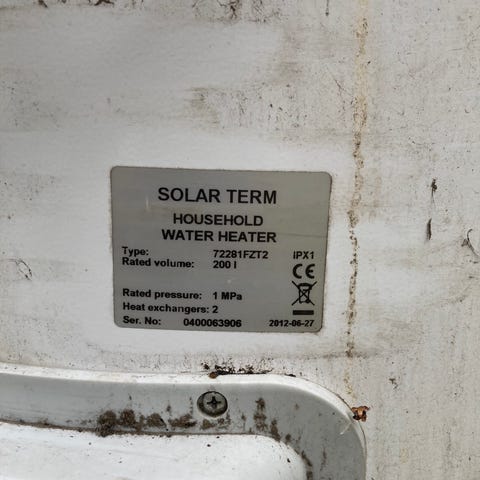 SOLAR TERM
HOUSEHOLD
WATER HEATER
Type: 72281FZT2 IPX1
Rated volume: 200 l
CE
Rated pressure: 1 MPa
Heat exchangers: 2
Ser. No: 0400063906 2012-06-27